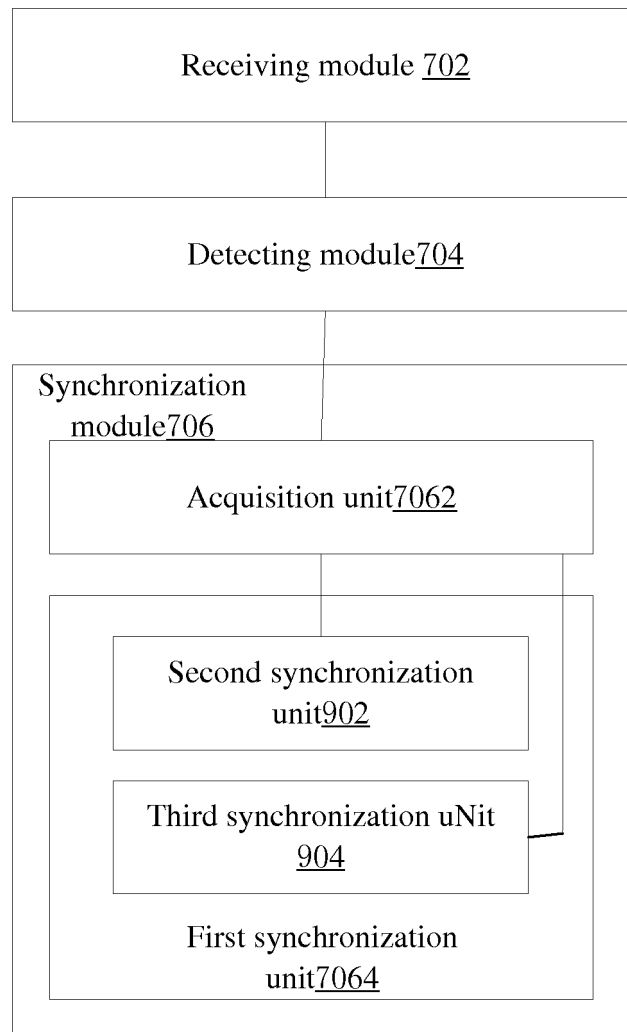 Receiving module 702
Detecting module704
Synchronization
module706
Acquisition unit7062
Second synchronization
unit902
Third synchronization uNit
904
First synchronization
unit7064